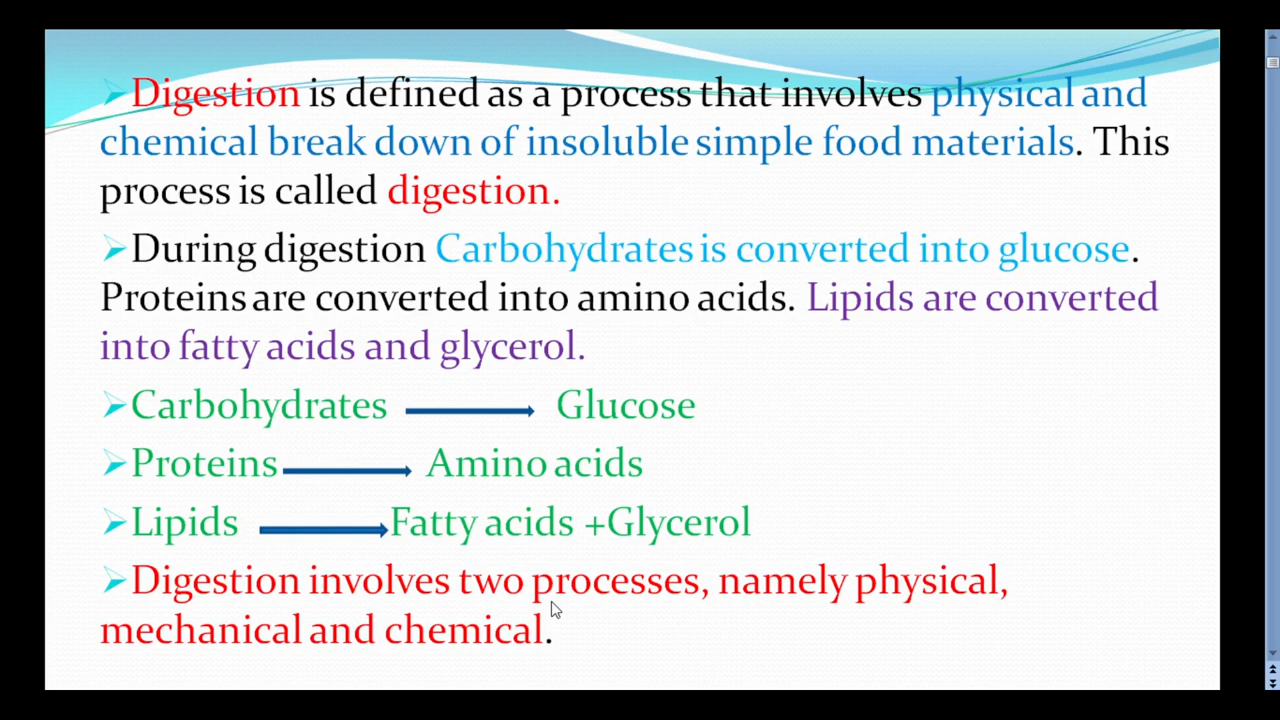 Digestion is defined as a process that involves physical and
chemical break down of insoluble simple food materials. This
process is called digestion.
During digestion Carbohydrates is converted into glucose.
Proteins are converted into amino acids. Lipids are converted
into fatty acids and glycerol.
Carbohydrates → Glucose
Proteins → Amino acids
Lipids → Fatty acids +Glycerol
Digestion involves two processes, namely physical,
mechanical and chemical.